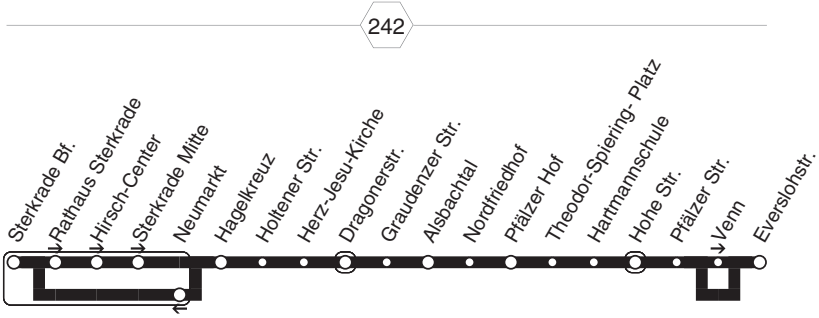 242
Sterkrade Bf.
Rathaus Sterkrade
Hirsch-Center
Sterkrade Mitte
Neumarkt
Hagelkreuz
Holtener Str.
Herz-Jesu-Kirche
Dragonerstr.
Graudenzer Str.
Alsbachtal
Nordfriedhof
Pfälzer Hof
Theodor-Spiering- Platz
Hartmannschule
Hohe Str.
Pfälzer Str.
Venn
Everslohstr.